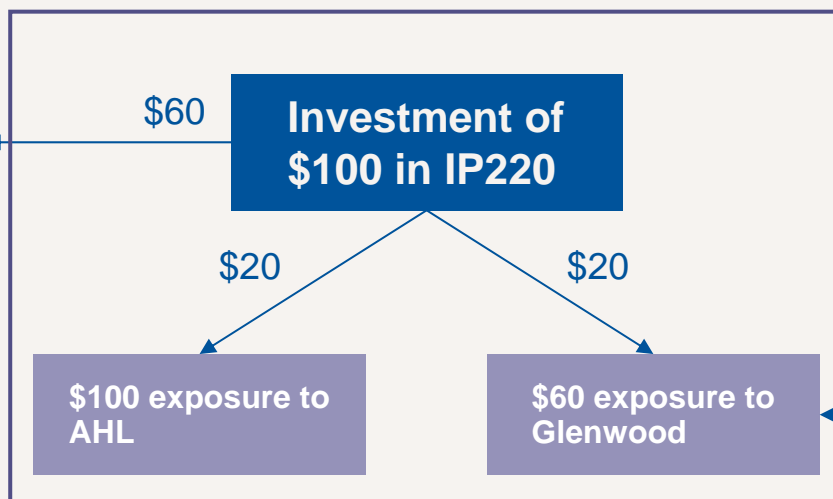 $60
Investment of
$100 in IP220
$20
$20
$100 exposure to
AHL
$60 exposure to
Glenwood